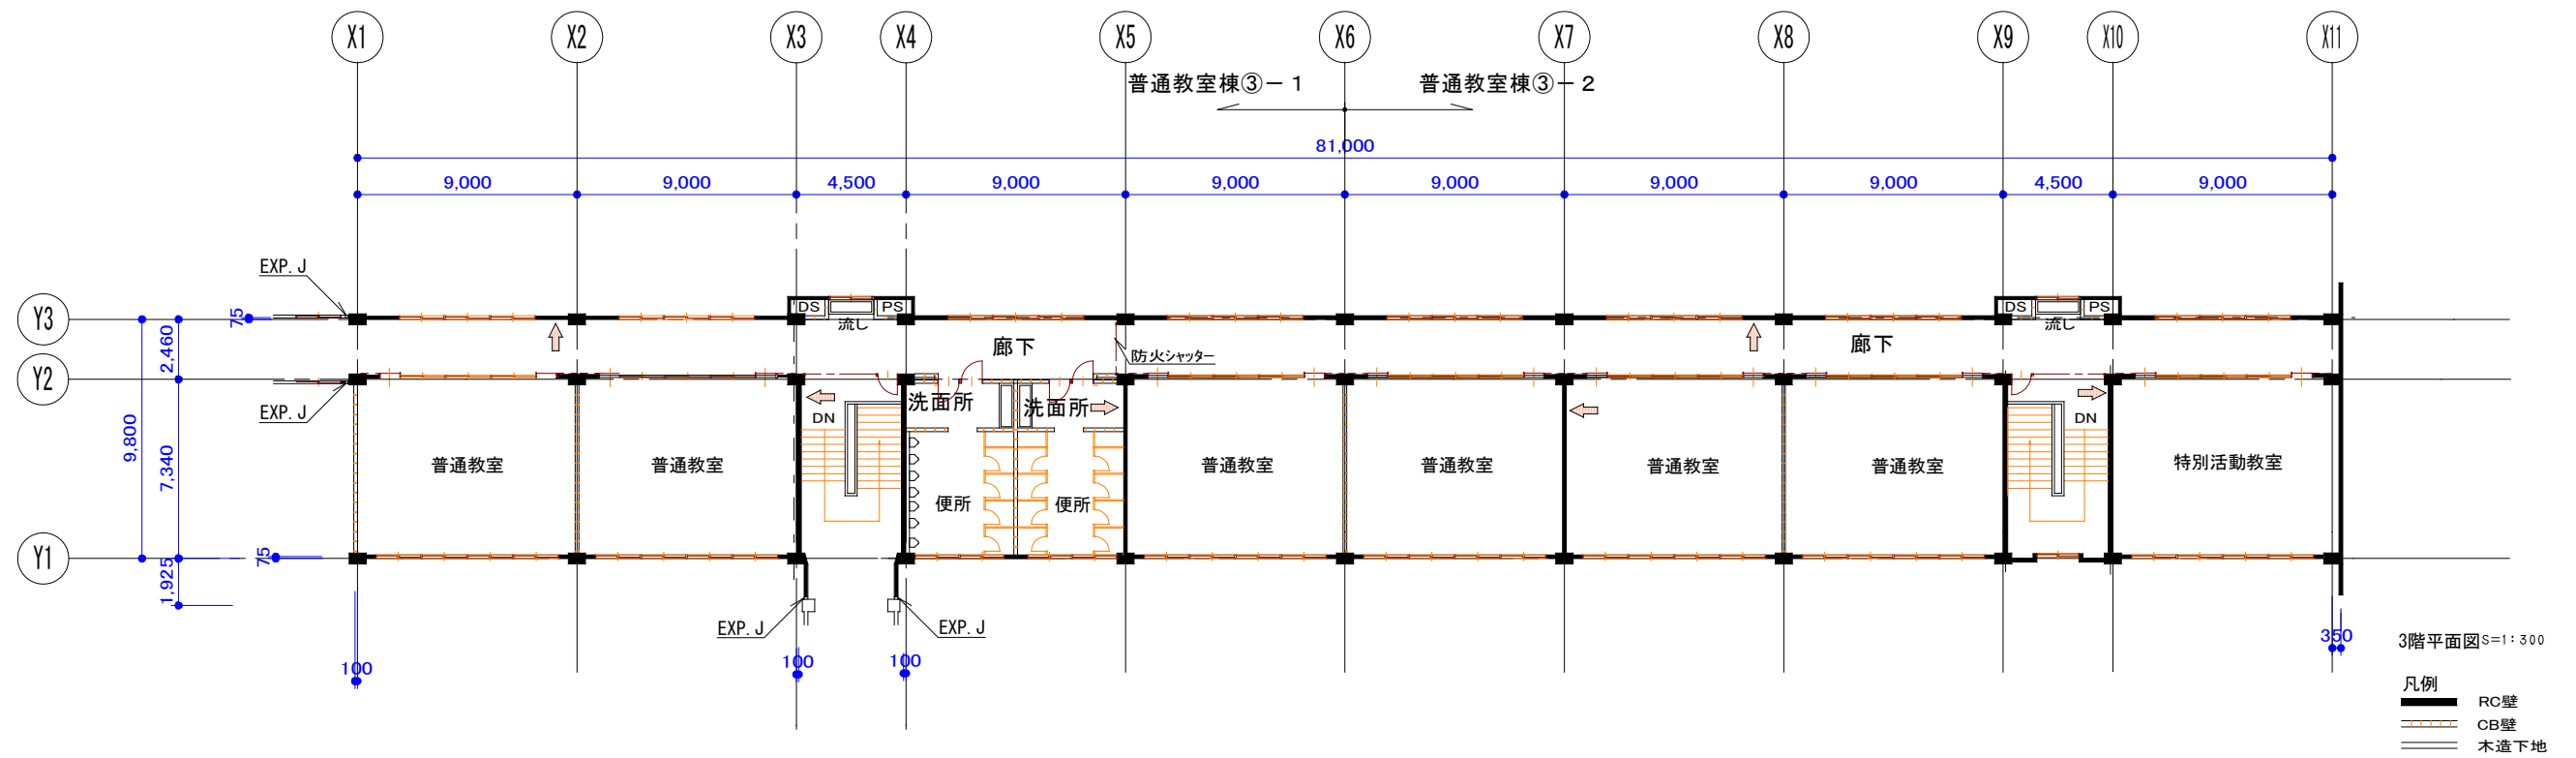 X1 X2 X3 X4 X5 X6 X7 X8 X9 X10 X11
普通教室棟③－1 普通教室棟③－2
81,000
9,000 9,000 4,500 9,000 9,000 9,000 9,000 9,000 4,500 9,000
EXP.J
Y3
75
DS PS
流し
DS PS
流し
2,460
廊下
防火シャッター
廊下
Y2
EXP.J
洗面所 洗面所
DN
DN
9,800
7,340
普通教室 普通教室 普通教室 普通教室 普通教室 普通教室 特別活動教室
便所 便所
Y1
75
1,925
EXP.J EXP.J
100 100 100 350
3階平面図 S=1:300
凡例
RC壁
CB壁
木造下地